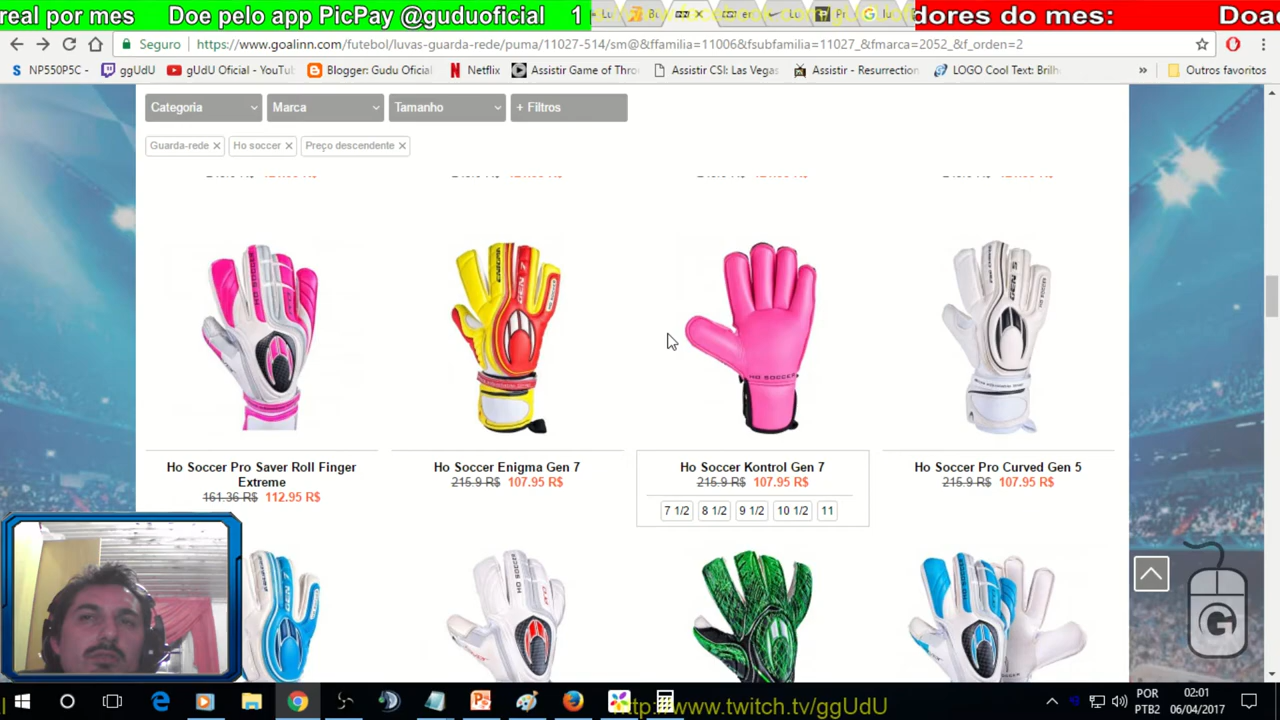 real por mes Doe pelo app PicPay @guduoficial 1
dores do mes: Doac
Seguro https://www.goalinn.com/futebol/luvas-guarda-rede/puma/11027-514/sm@&ffamilia=11006&fsubfamilia=11027_&fmarca=2052_&f_orden=2
NP550P5C - ggUdU gUdU Oficial - YouTu Blogger: Gudu Oficial Netflix Assistir Game of Thro Assistir CSI: Las Vegas Assistir - Resurrection LOGO Cool Text: Brilh » Outros favoritos
Categoria Marca Tamanho + Filtros
Guarda-rede ✕ Ho soccer ✕ Preço descendente ✕
Ho Soccer Pro Saver Roll Finger Extreme
161.36 R$ 112.95 R$
Ho Soccer Enigma Gen 7
215.9 R$ 107.95 R$
Ho Soccer Kontrol Gen 7
215.9 R$ 107.95 R$
7 1/2 8 1/2 9 1/2 10 1/2 11
Ho Soccer Pro Curved Gen 5
215.9 R$ 107.95 R$
http://www.twitch.tv/ggUdU
POR 02:01
PTB2 06/04/2017